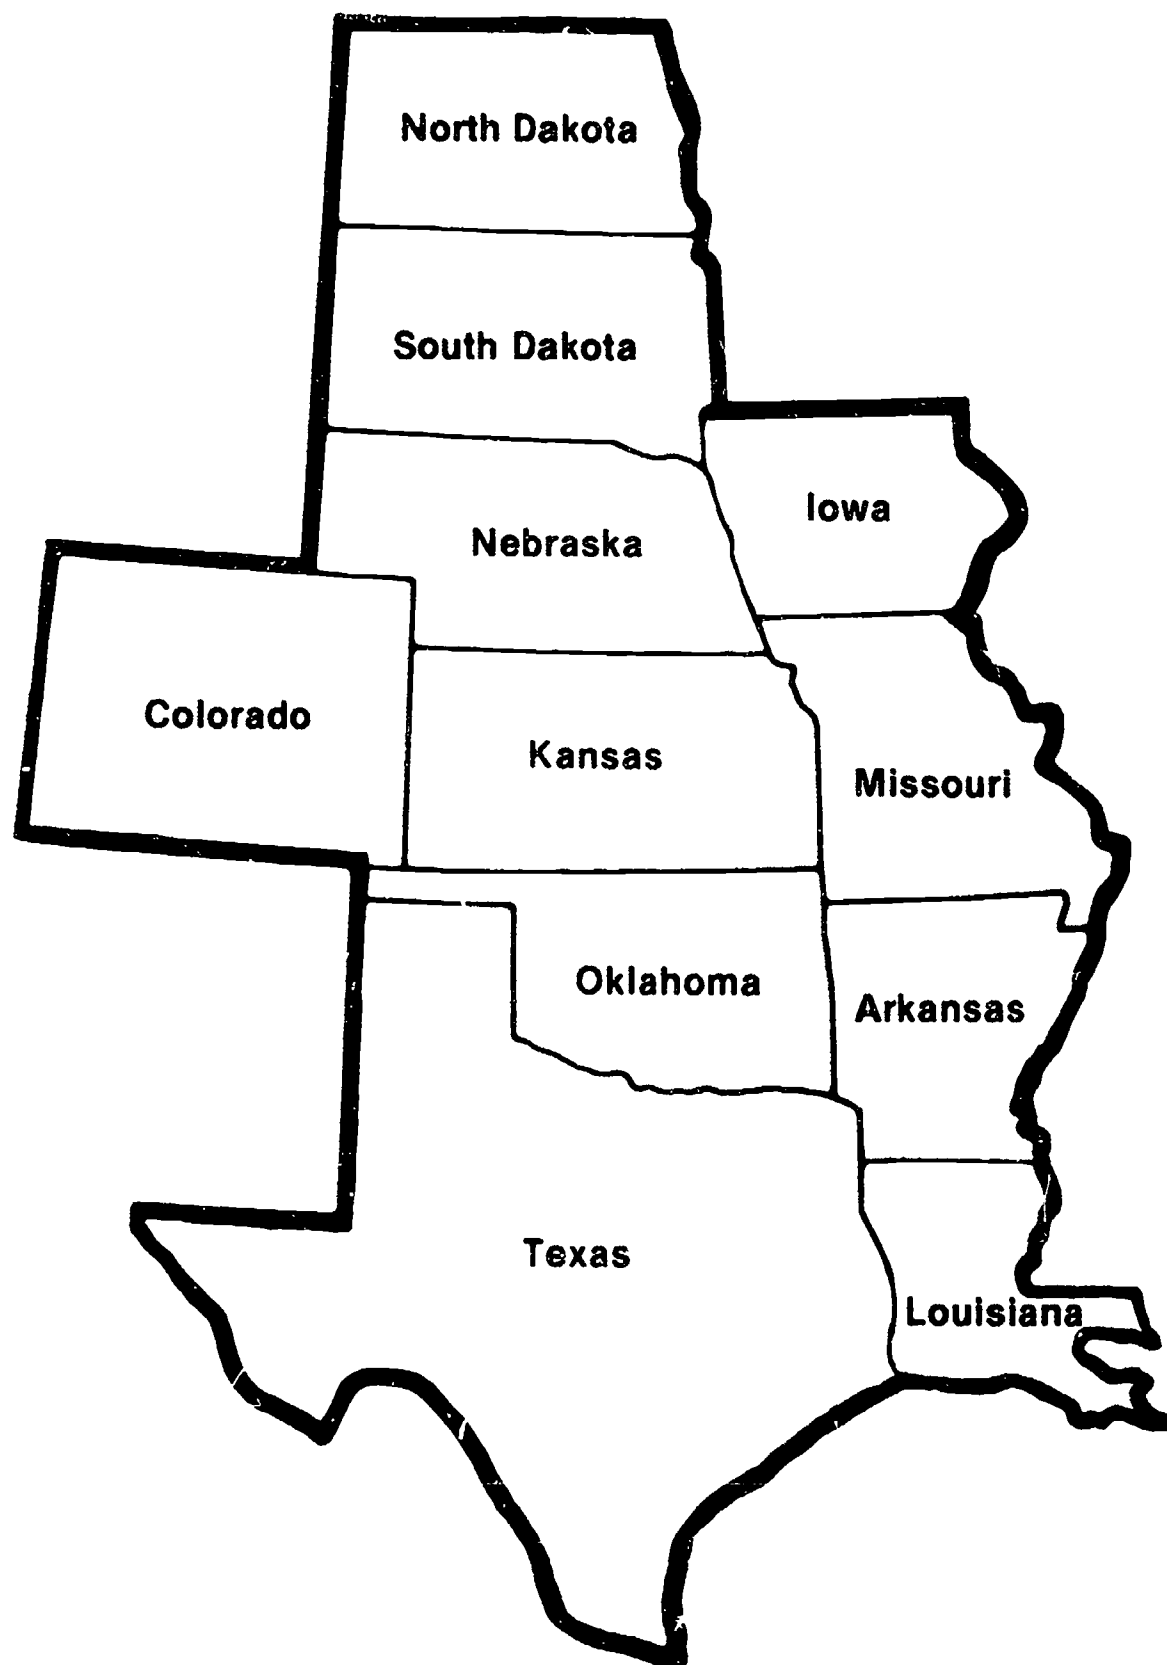 North Dakota
South Dakota
Iowa
Nebraska
Colorado
Kansas
Missouri
Oklahoma
Arkansas
Texas
Louisiana